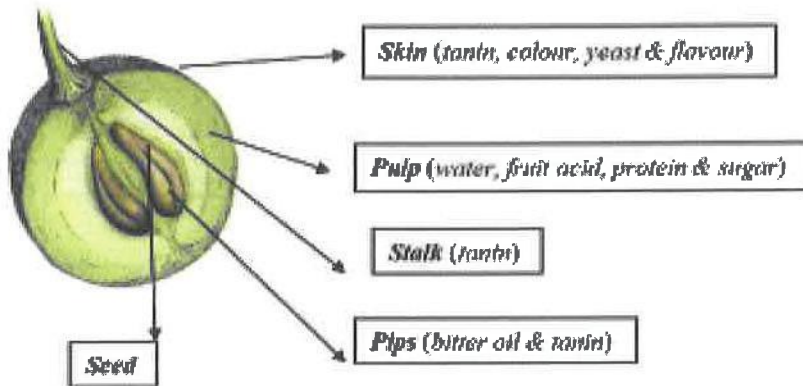 Skin (tanin, colour, yeast & flavour)
Pulp (water, fruit acid, protein & sugar)
Stalk (tanin)
Pips (bitter oil & tanin)
Seed